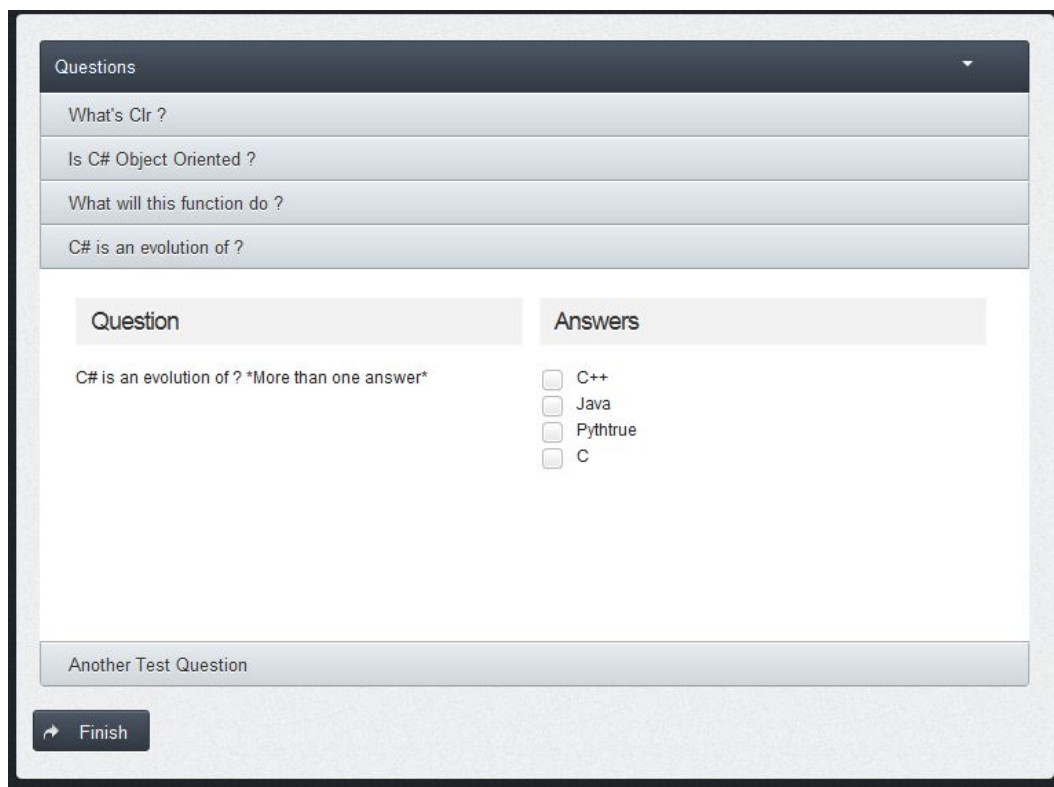 Questions
What's Clr ?
Is C# Object Oriented ?
What will this function do ?
C# is an evolution of ?
Question
Answers
C# is an evolution of ? *More than one answer*
C++
Java
Pythtrue
C
Another Test Question
Finish